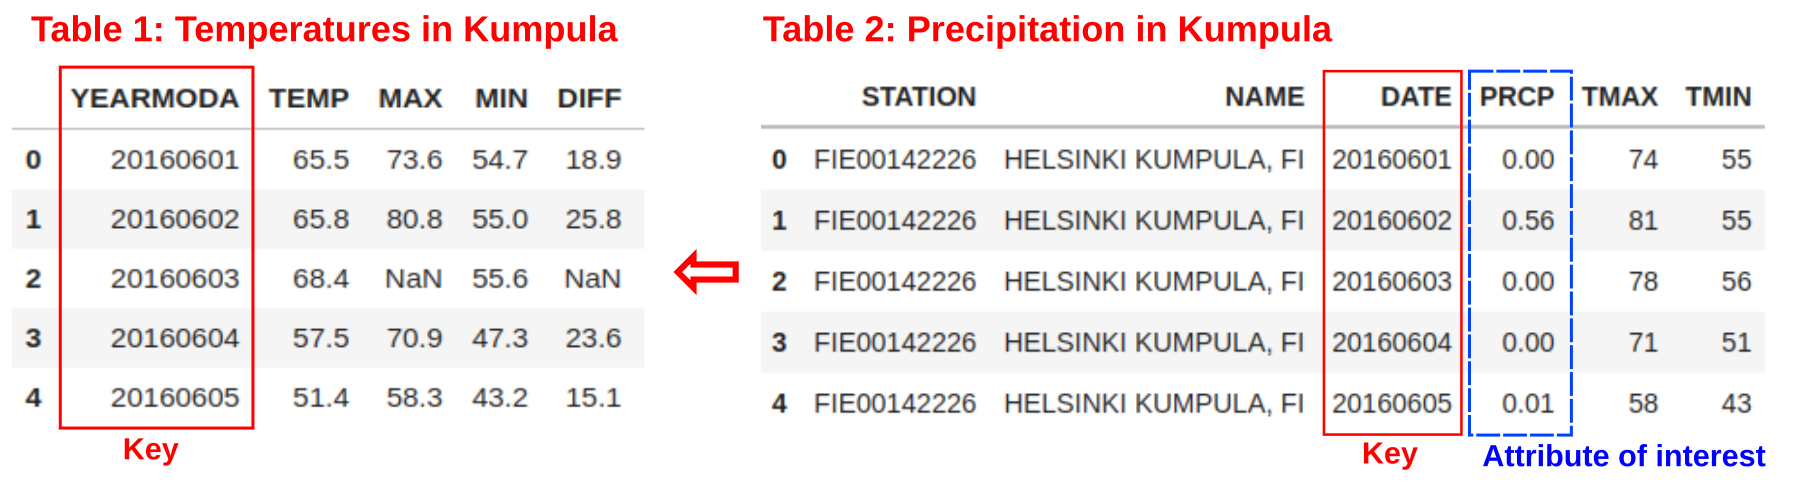 Table 1: Temperatures in Kumpula
YEARMODA TEMP MAX MIN DIFF
0 20160601 65.5 73.6 54.7 18.9
1 20160602 65.8 80.8 55.0 25.8
2 20160603 68.4 NaN 55.6 NaN
3 20160604 57.5 70.9 47.3 23.6
4 20160605 51.4 58.3 43.2 15.1
Key
Table 2: Precipitation in Kumpula
STATION NAME DATE PRCP TMAX TMIN
0 FIE00142226 HELSINKI KUMPULA, FI 20160601 0.00 74 55
1 FIE00142226 HELSINKI KUMPULA, FI 20160602 0.56 81 55
2 FIE00142226 HELSINKI KUMPULA, FI 20160603 0.00 78 56
3 FIE00142226 HELSINKI KUMPULA, FI 20160604 0.00 71 51
4 FIE00142226 HELSINKI KUMPULA, FI 20160605 0.01 58 43
Key Attribute of interest